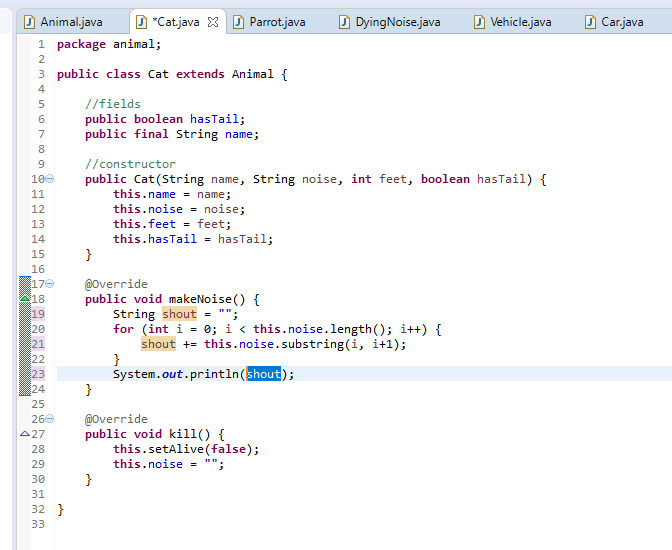 Animal.java *Cat.java Parrot.java DyingNoise.java Vehicle.java Car.java
1 package animal;
2
3 public class Cat extends Animal {
4
5     //fields
6     public boolean hasTail;
7     public final String name;
8
9     //constructor
10     public Cat(String name, String noise, int feet, boolean hasTail) {
11         this.name = name;
12         this.noise = noise;
13         this.feet = feet;
14         this.hasTail = hasTail;
15     }
16
17     @Override
18     public void makeNoise() {
19         String shout = "";
20         for (int i = 0; i < this.noise.length(); i++) {
21             shout += this.noise.substring(i, i+1);
22         }
23         System.out.println(shout);
24     }
25
26     @Override
27     public void kill() {
28         this.setAlive(false);
29         this.noise = "";
30     }
31
32 }
33